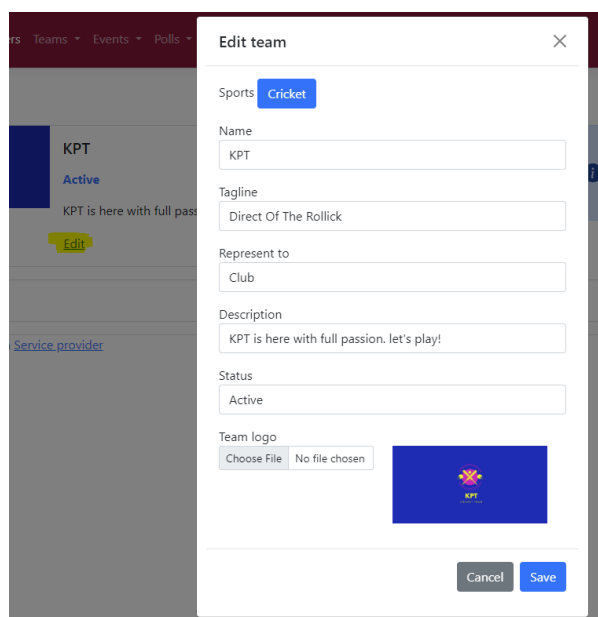 ers Teams Events Polls
KPT
Active
KPT is here with full pass
Edit
Service provider
Edit team
Sports Cricket
Name
KPT
Tagline
Direct Of The Rollick
Represent to
Club
Description
KPT is here with full passion. let's play!
Status
Active
Team logo
Choose File No file chosen
KPT
Cancel Save